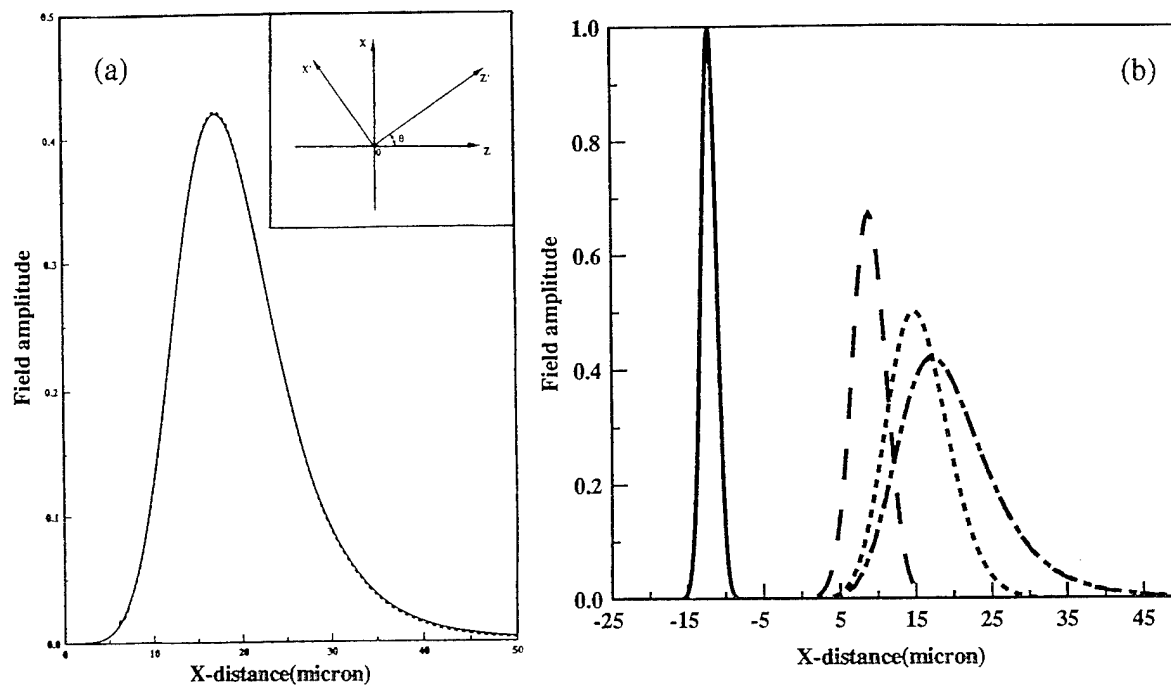 (a)
0.5
0.4
0.3
0.2
0.1
0.0
Field amplitude
0
10
20
30
40
50
X-distance(micron)
X
X'
Z'
θ
0
Z
(b)
1.0
0.8
0.6
0.4
0.2
0.0
Field amplitude
-25
-15
-5
5
15
25
35
45
X-distance(micron)